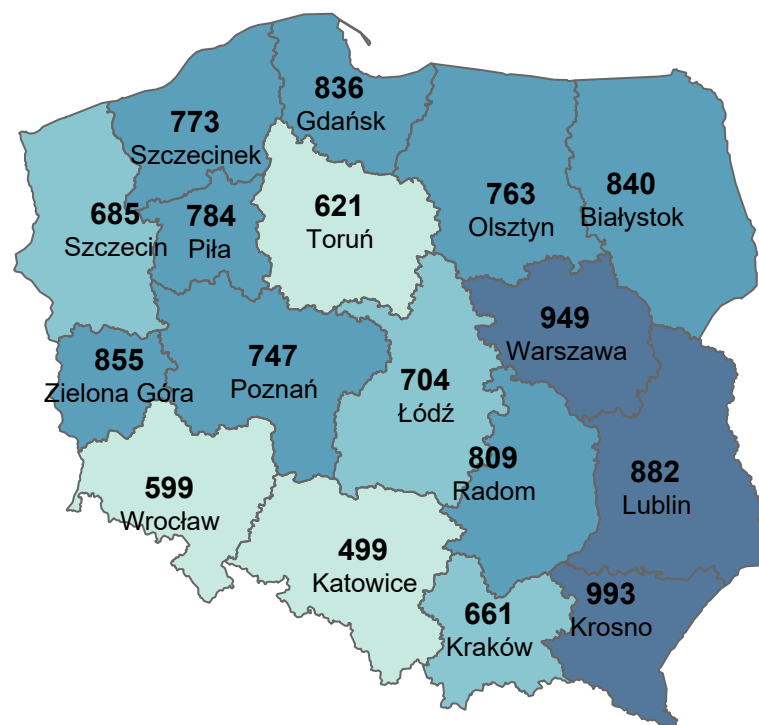 836
Gdańsk
773
Szczecinek
763
Olsztyn
840
Białystok
685
Szczecin
784
Piła
621
Toruń
949
Warszawa
855
Zielona Góra
747
Poznań
704
Łódź
809
Radom
882
Lublin
599
Wrocław
499
Katowice
661
Kraków
993
Krosno